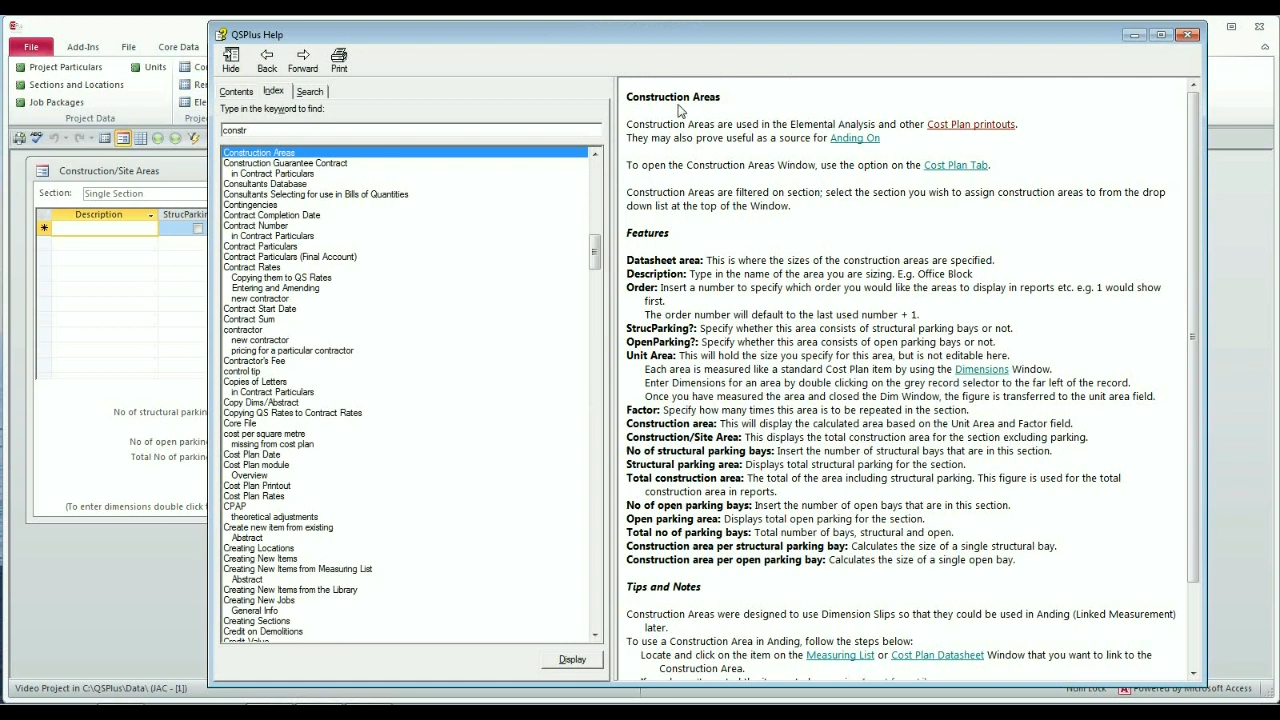 QSPlus Help
File
Add-Ins
File
Core Data
Project Particulars
Units
Sections and Locations
Job Packages
Project Data
Construction/Site Areas
Section:
Single Section
Description
StrucParkin
No of structural parkin
No of open parking
Total No of parking
(To enter dimensions double click
Hide
Back
Forward
Print
Contents
Index
Search
Type in the keyword to find:
constr
Construction Areas
Construction Guarantee Contract
in Contract Particulars
Consultants Database
Consultants Selecting for use in Bills of Quantities
Contingencies
Contract Completion Date
Contract Number
in Contract Particulars
Contract Particulars
Contract Particulars (Final Account)
Contract Rates
Copying them to QS Rates
Entering and Amending
new contractor
Contract Start Date
Contract Sum
contractor
new contractor
pricing for a particular contractor
Contractor's Fee
control tip
Copies of Letters
in Contract Particulars
Copy Dims/Abstract
Copying QS Rates to Contract Rates
Core File
cost per square metre
missing from cost plan
Cost Plan Date
Cost Plan module
Overview
Cost Plan Printout
Cost Plan Rates
CPAP
theoretical adjustments
Create new item from existing
Abstract
Creating Locations
Creating New Items
Creating New Items from Measuring List
Abstract
Creating New Items from the Library
Creating New Jobs
General Info
Creating Sections
Credit on Demolitions
Credit Value
Display
Construction Areas
Construction Areas are used in the Elemental Analysis and other Cost Plan printouts.
They may also prove useful as a source for Anding On
To open the Construction Areas Window, use the option on the Cost Plan Tab.
Construction Areas are filtered on section; select the section you wish to assign construction areas to from the drop
down list at the top of the Window.
Features
Datasheet area: This is where the sizes of the construction areas are specified.
Description: Type in the name of the area you are sizing. E.g. Office Block
Order: Insert a number to specify which order you would like the areas to display in reports etc. e.g. 1 would show
first.
The order number will default to the last used number + 1.
StrucParking?: Specify whether this area consists of structural parking bays or not.
OpenParking?: Specify whether this area consists of open parking bays or not.
Unit Area: This will hold the size you specify for this area, but is not editable here.
Each area is measured like a standard Cost Plan item by using the Dimensions Window.
Enter Dimensions for an area by double clicking on the grey record selector to the far left of the record.
Once you have measured the area and closed the Dim Window, the figure is transferred to the unit area field.
Factor: Specify how many times this area is to be repeated in the section.
Construction area: This will display the calculated area based on the Unit Area and Factor field.
Construction/Site Area: This displays the total construction area for the section excluding parking.
No of structural parking bays: Insert the number of structural bays that are in this section.
Structural parking area: Displays total structural parking for the section.
Total construction area: The total of the area including structural parking. This figure is used for the total
construction area in reports.
No of open parking bays: Insert the number of open bays that are in this section.
Open parking area: Displays total open parking for the section.
Total no of parking bays: Total number of bays, structural and open.
Construction area per structural parking bay: Calculates the size of a single structural bay.
Construction area per open parking bay: Calculates the size of a single open bay.
Tips and Notes
Construction Areas were designed to use Dimension Slips so that they could be used in Anding (Linked Measurement)
later.
To use a Construction Area in Anding, follow the steps below:
Locate and click on the item on the Measuring List or Cost Plan Datasheet Window that you want to link to the
Construction Area.
Video Project in C:\QSPlus\Data\ (JAC - [1])
Num Lock
Powered by Microsoft Access